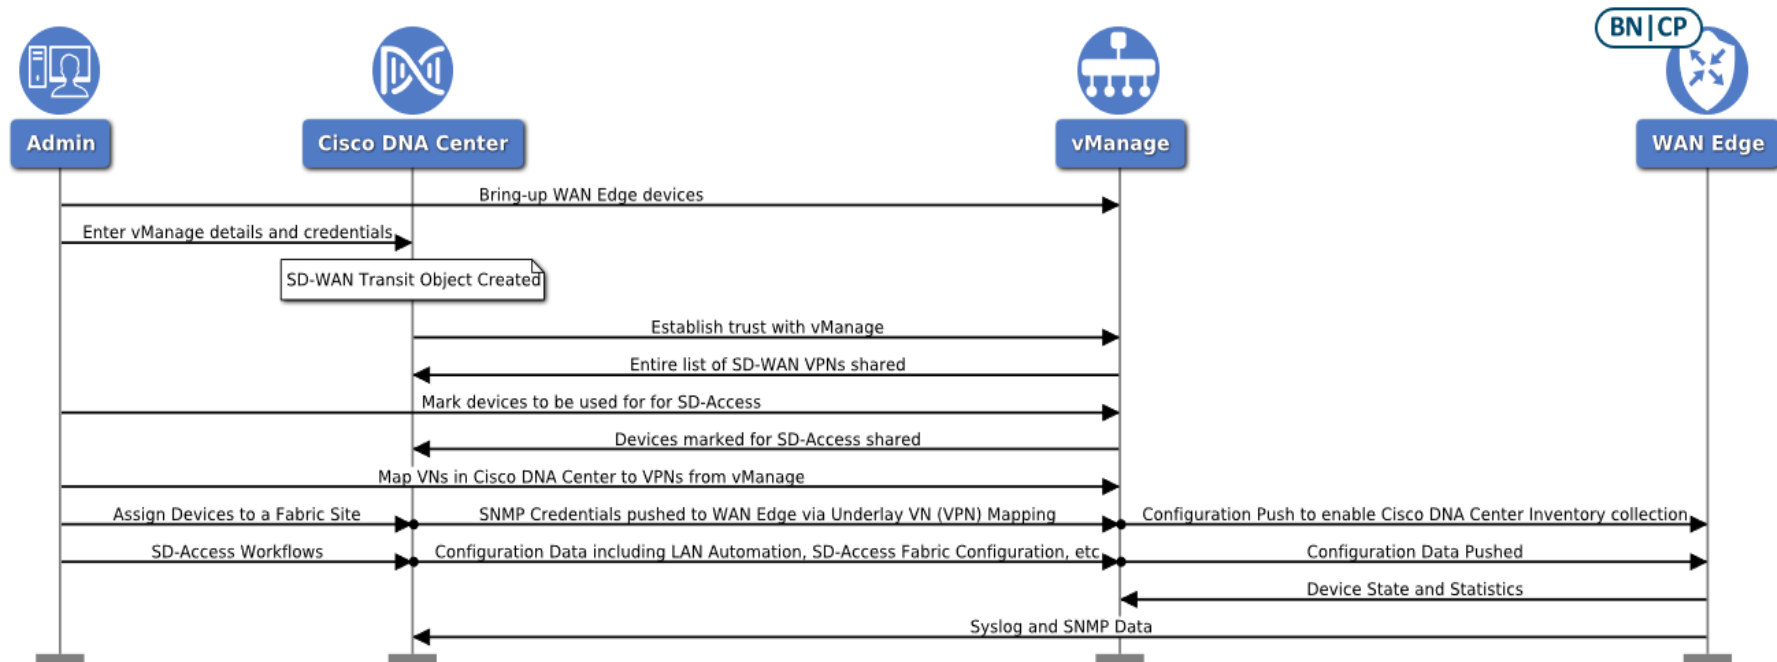 BN|CP
Admin
Cisco DNA Center
vManage
WAN Edge
Bring-up WAN Edge devices
Enter vManage details and credentials
SD-WAN Transit Object Created
Establish trust with vManage
Entire list of SD-WAN VPNs shared
Mark devices to be used for for SD-Access
Devices marked for SD-Access shared
Map VNs in Cisco DNA Center to VPNs from vManage
Assign Devices to a Fabric Site
SNMP Credentials pushed to WAN Edge via Underlay VN (VPN) Mapping
Configuration Push to enable Cisco DNA Center Inventory collection
SD-Access Workflows
Configuration Data including LAN Automation, SD-Access Fabric Configuration, etc
Configuration Data Pushed
Device State and Statistics
Syslog and SNMP Data